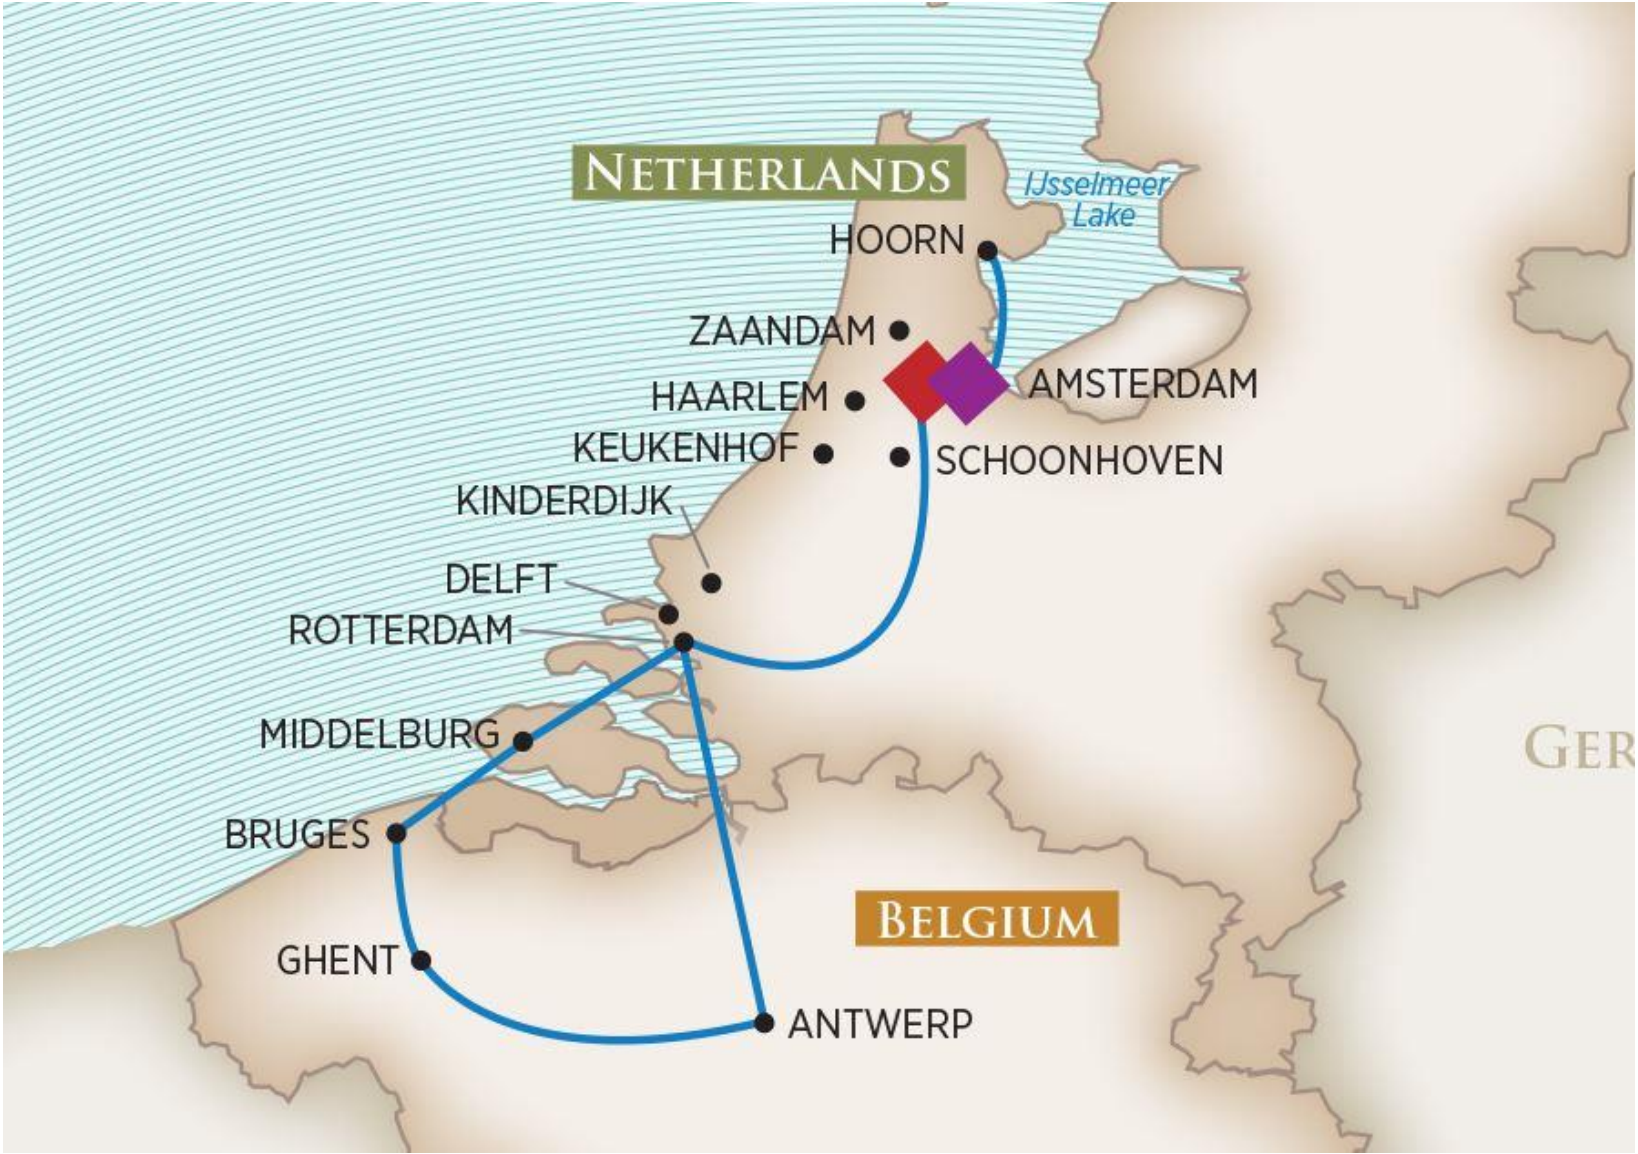 NETHERLANDS
IJsselmeer
Lake
HOORN
ZAANDAM
AMSTERDAM
HAARLEM
KEUKENHOF
SCHOONHOVEN
KINDERDIJK
DELFT
ROTTERDAM
MIDDELBURG
GER
BRUGES
BELGIUM
GHENT
ANTWERP